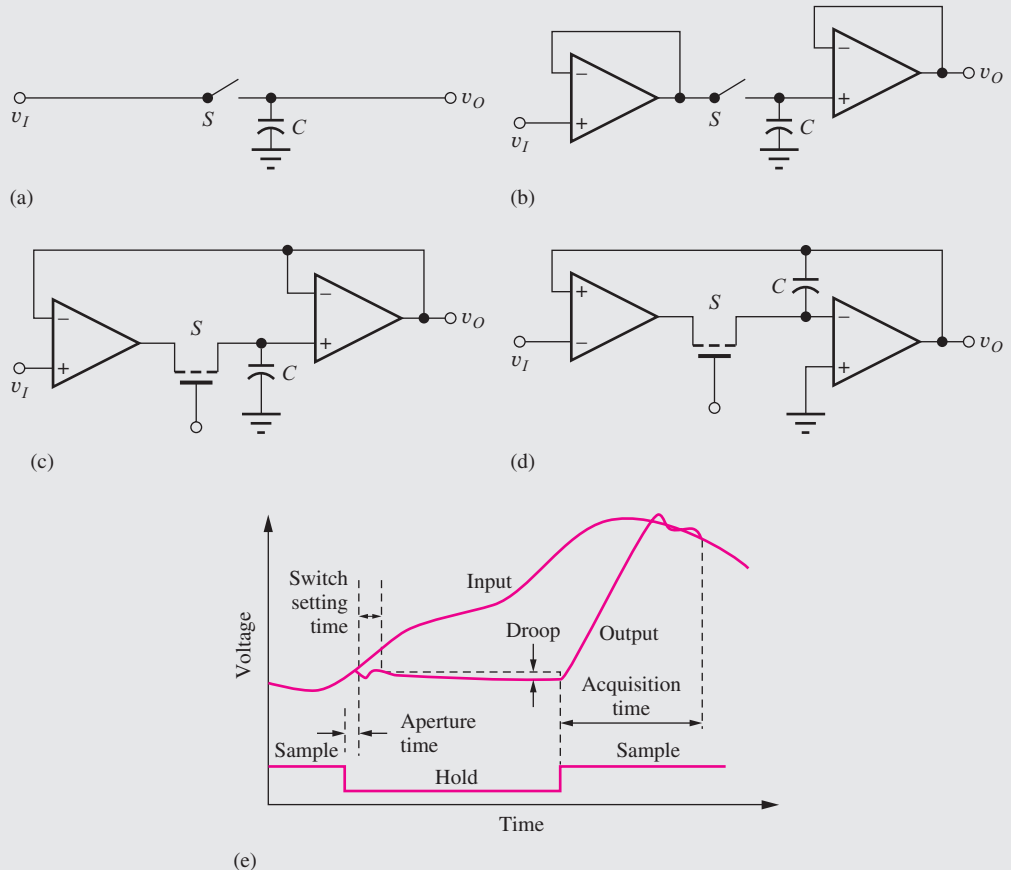 v_I
S
C
v_O
(a)
−
+
v_I
S
C
−
+
v_O
(b)
−
+
v_I
S
C
−
+
v_O
(c)
+
−
v_I
S
C
−
+
v_O
(d)
Voltage
Switch
setting
time
Input
Droop
Output
Acquisition
time
Aperture
time
Sample
Hold
Sample
Time
(e)